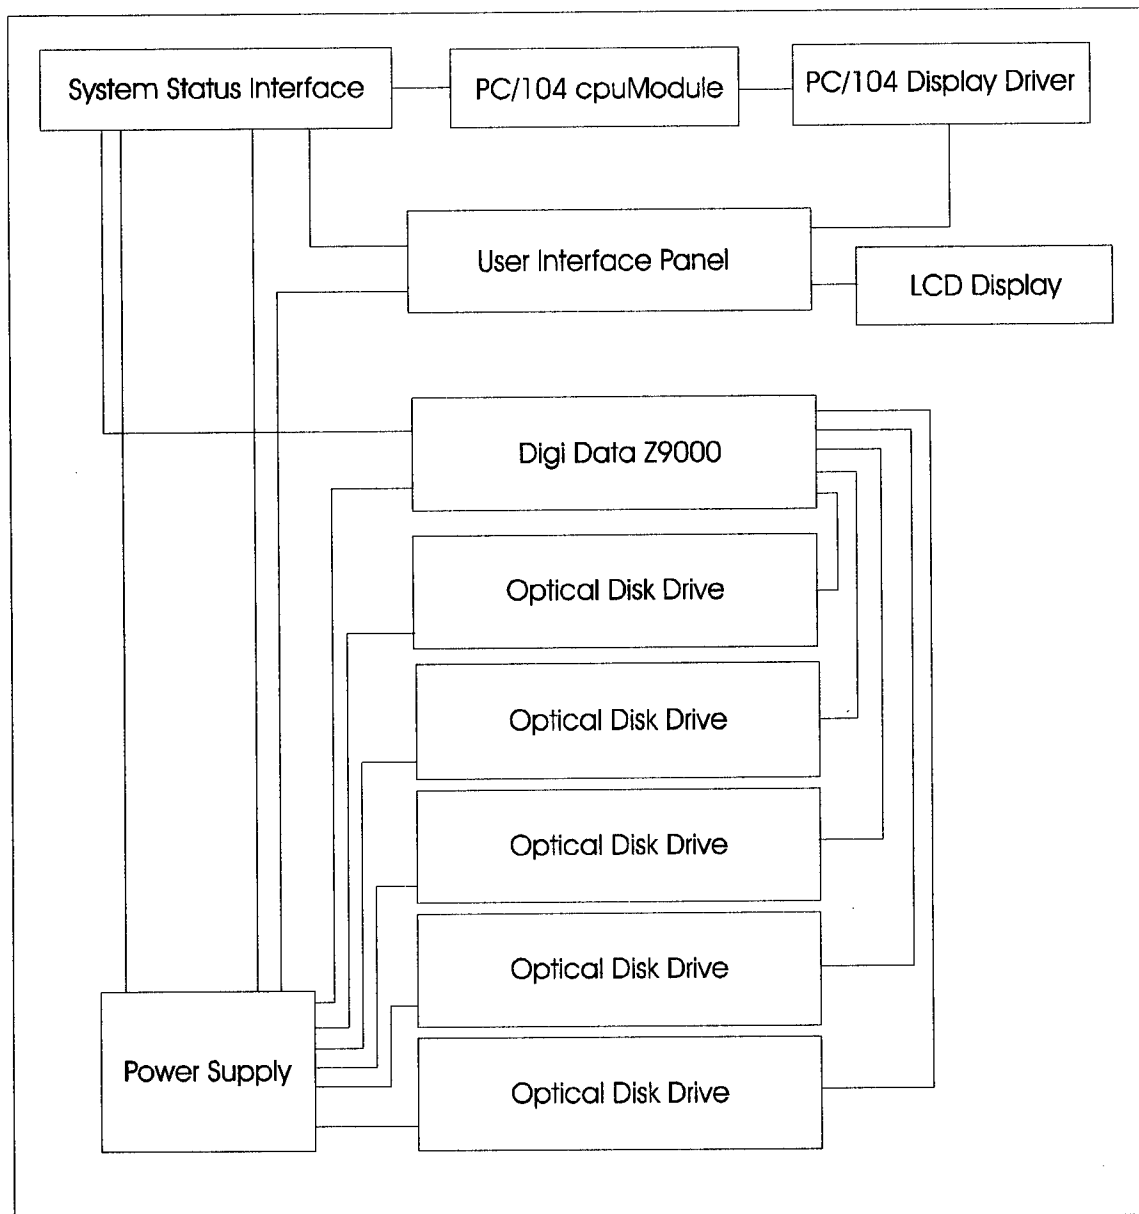 System Status Interface
PC/104 cpuModule
PC/104 Display Driver
User Interface Panel
LCD Display
Digi Data Z9000
Optical Disk Drive
Optical Disk Drive
Optical Disk Drive
Optical Disk Drive
Power Supply
Optical Disk Drive